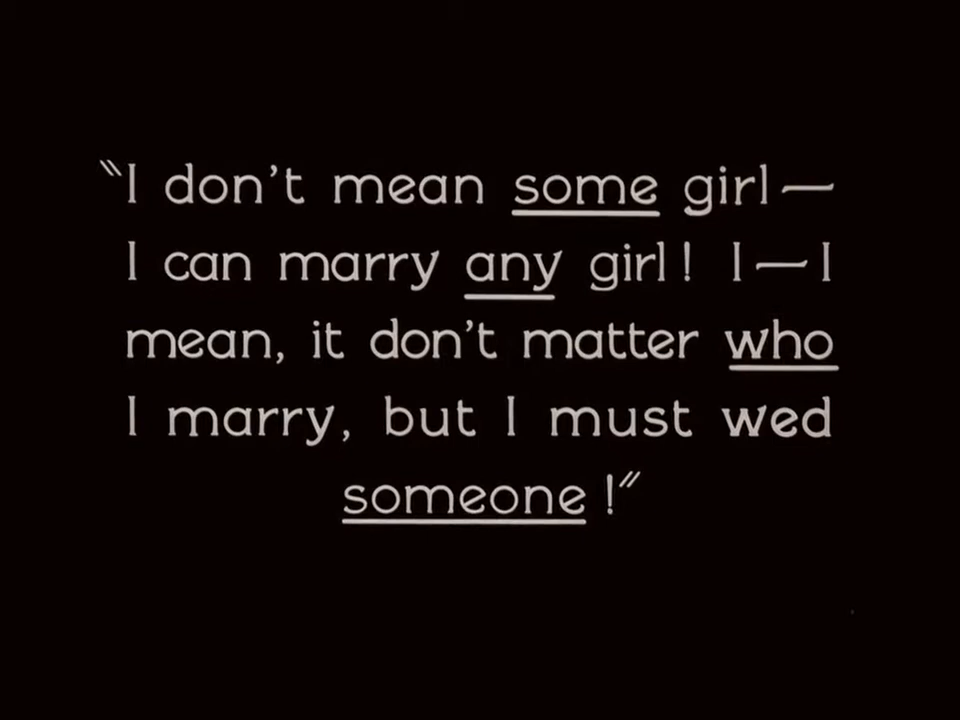 "I don't mean some girl—
I can marry any girl! I—I
mean, it don't matter who
I marry, but I must wed
someone!"